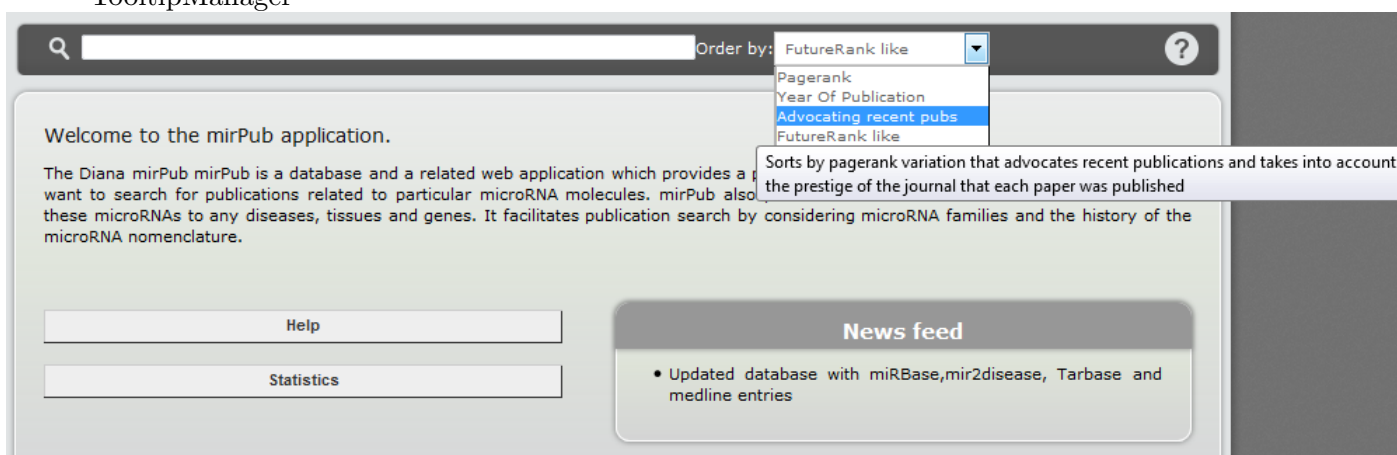 TooltipManager
Order by: FutureRank like ?
Pagerank
Year Of Publication
Advocating recent pubs
FutureRank like
Sorts by pagerank variation that advocates recent publications and takes into account
the prestige of the journal that each paper was published
Welcome to the mirPub application.
The Diana mirPub mirPub is a database and a related web application which provides a
want to search for publications related to particular microRNA molecules. mirPub also
these microRNAs to any diseases, tissues and genes. It facilitates publication search by considering microRNA families and the history of the
microRNA nomenclature.
Help
Statistics
News feed
• Updated database with miRBase,mir2disease, Tarbase and
medline entries